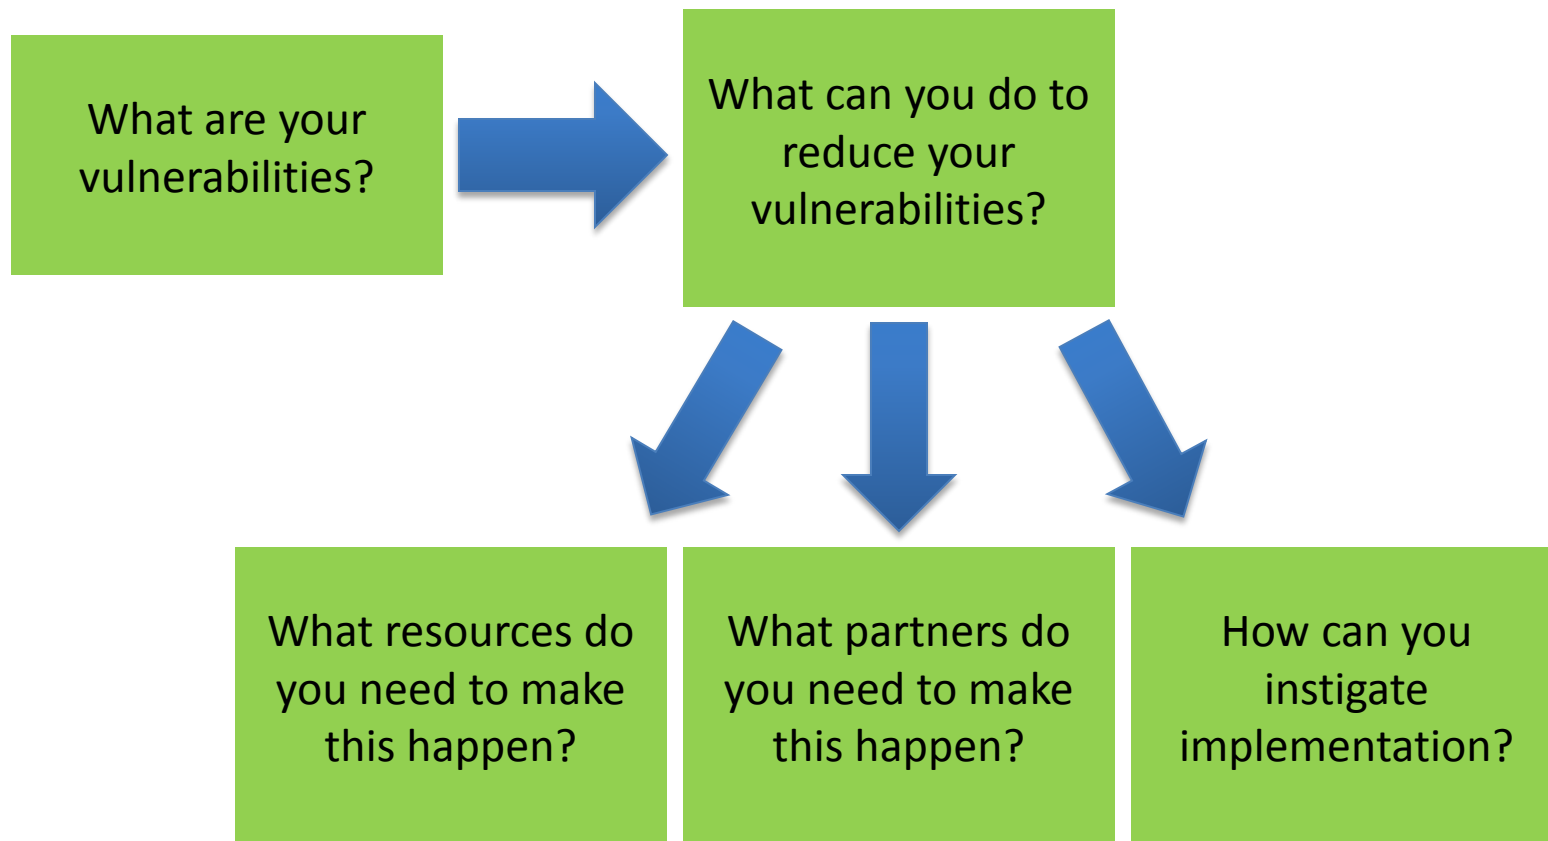 What are your
vulnerabilities?
What can you do to
reduce your
vulnerabilities?
What resources do
you need to make
this happen?
What partners do
you need to make
this happen?
How can you
instigate
implementation?